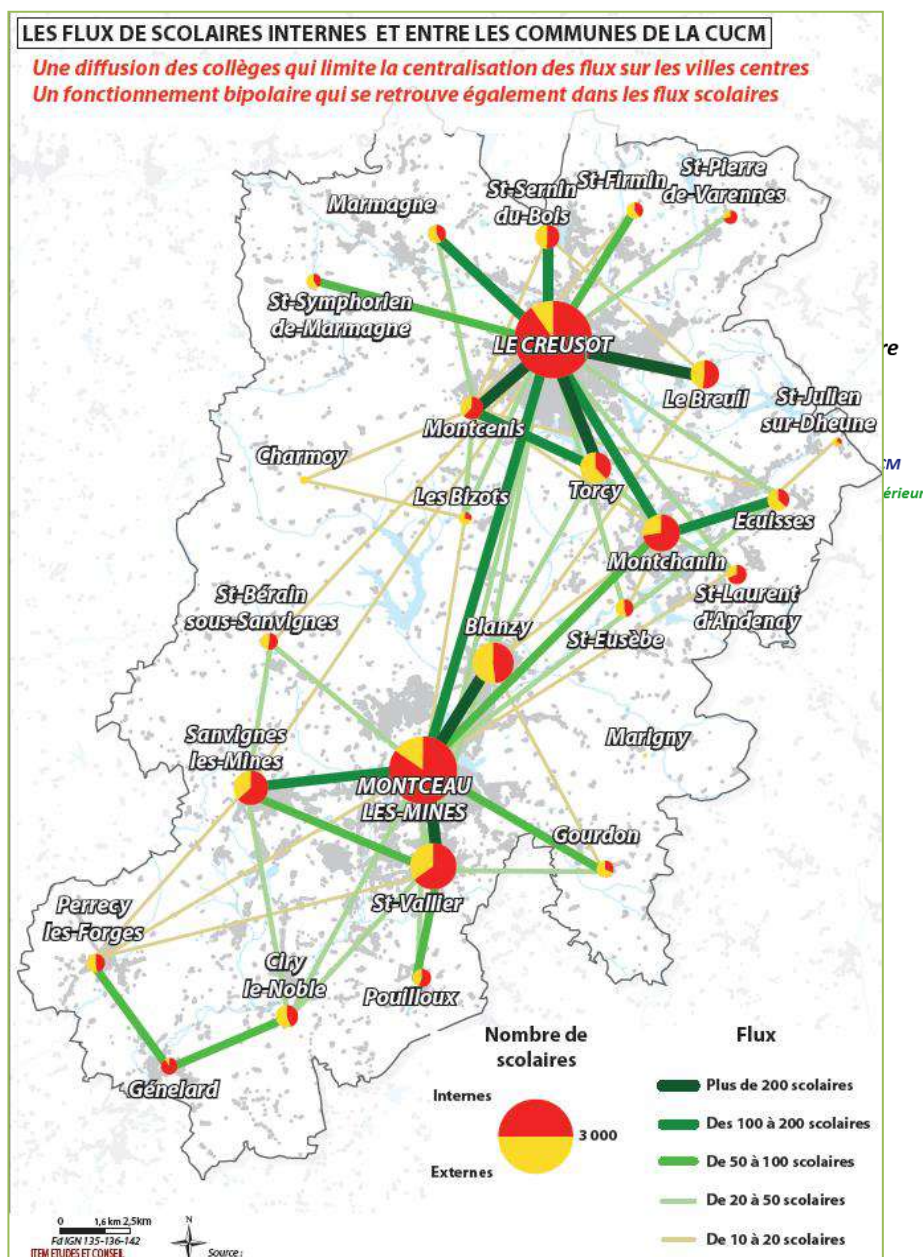 LES FLUX DE SCOLAIRES INTERNES ET ENTRE LES COMMUNES DE LA CUCM
Une diffusion des collèges qui limite la centralisation des flux sur les villes centres
Un fonctionnement bipolaire qui se retrouve également dans les flux scolaires
St-Pierre
de-Varennes
St-Firmin
St-Sernin
du-Bois
Marmagne
St-Symphorien
de-Marmagne
LE CREUSOT
re
Le Breuil
St-Julien
sur-Dheune
Montcenis
Charmoy
CM
Torcy
Les Bizots
érieur
Ecuisses
Montchanin
St-Laurent
d'Andenay
St-Bérain
sous-Sanvignes
Blanzy
St-Eusèbe
Sanvignes
les-Mines
Marigny
MONTCEAU
LES-MINES
Gourdon
St-Vallier
Perrecy
les-Forges
Ciry
le-Noble
Pouilloux
Génelard
Nombre de
scolaires
Internes
3 000
Externes
Flux
Plus de 200 scolaires
Des 100 à 200 scolaires
De 50 à 100 scolaires
De 20 à 50 scolaires
De 10 à 20 scolaires
0 1,6 km 2,5km
Fd IGN 135-136-142
ITEM ETUDES ET CONSEIL
N
Source :